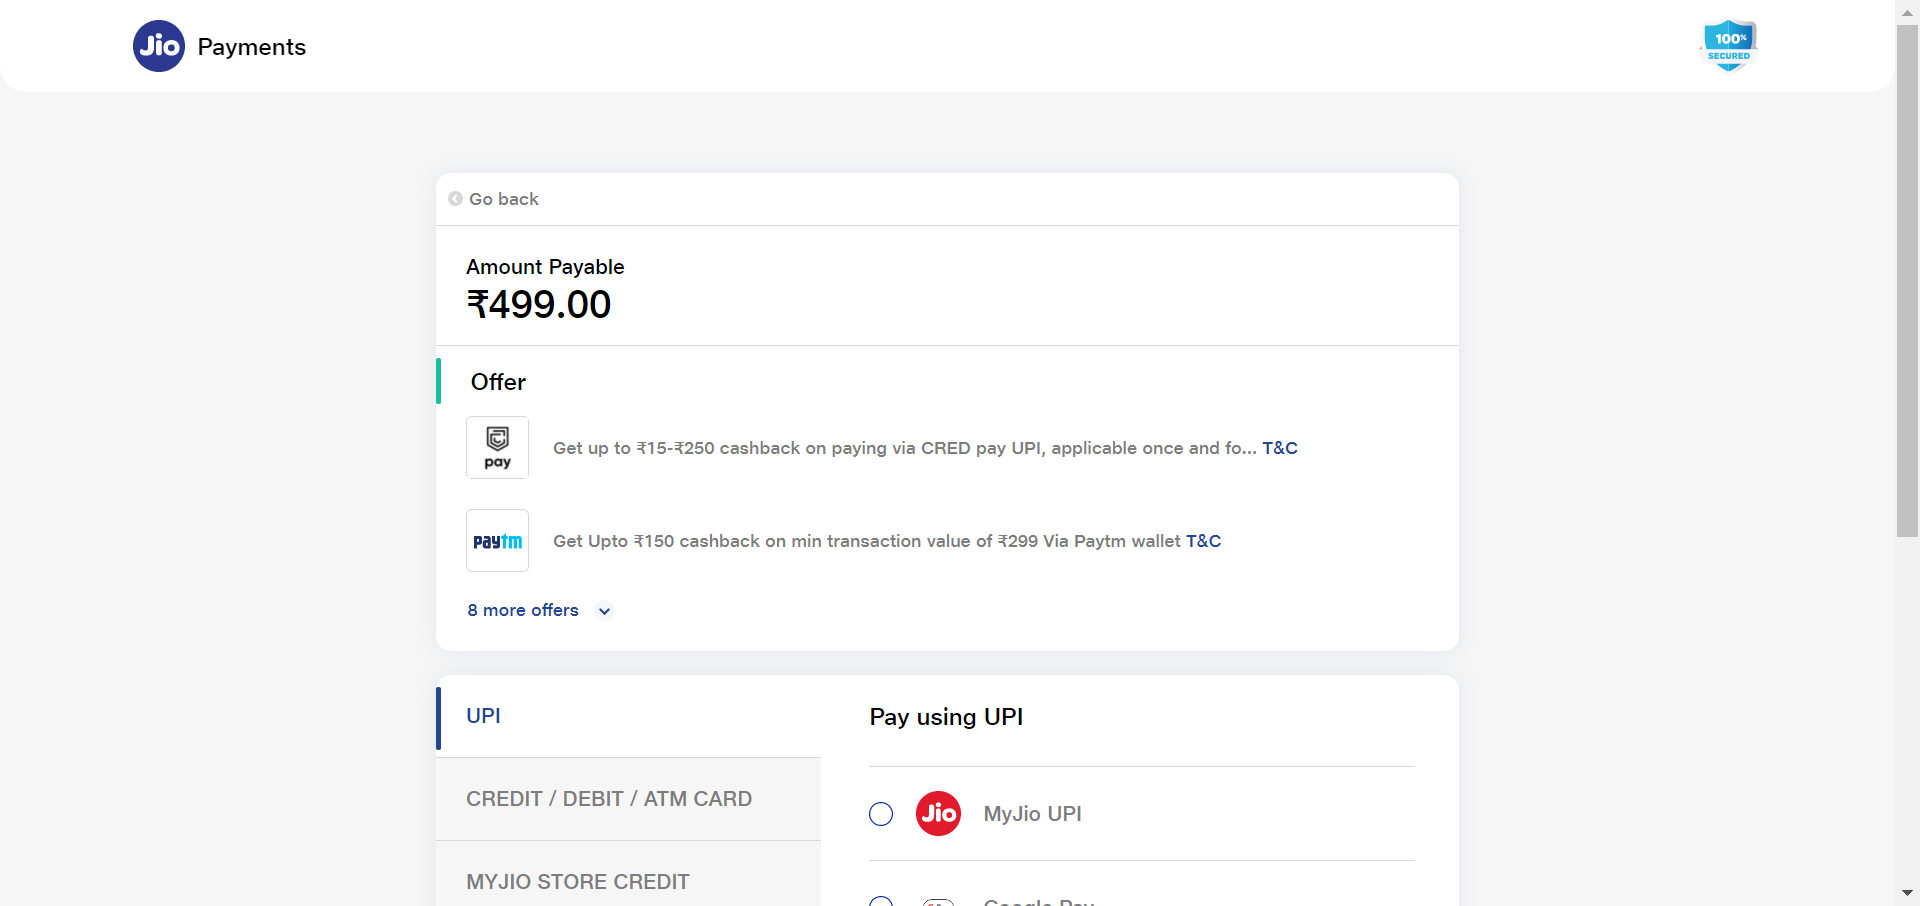 Jio Payments
100%
SECURED
Go back
Amount Payable
₹499.00
Offer
pay
Get up to ₹15-₹250 cashback on paying via CRED pay UPI, applicable once and fo... T&C
paytm
Get Upto ₹150 cashback on min transaction value of ₹299 Via Paytm wallet T&C
8 more offers
UPI
CREDIT / DEBIT / ATM CARD
MYJIO STORE CREDIT
Pay using UPI
Jio MyJio UPI
Google Pay